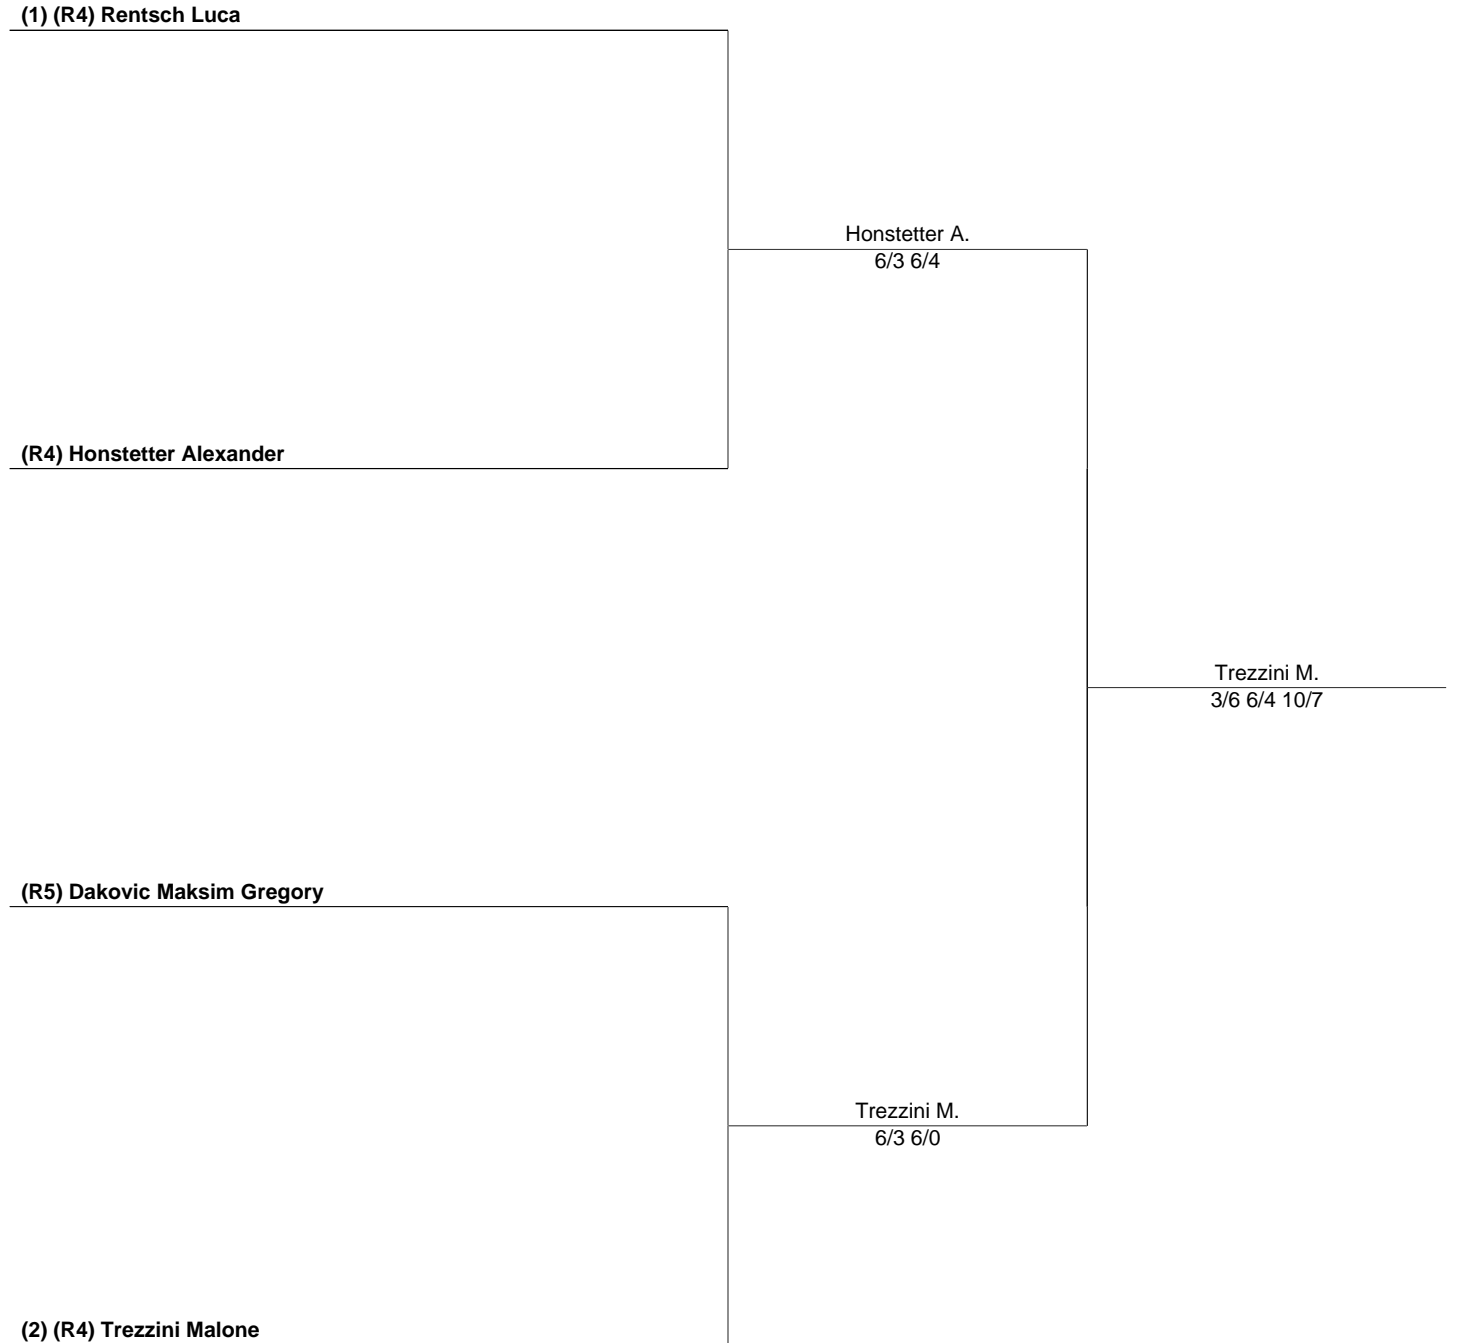 (1) (R4) Rentsch Luca
Honstetter A.
6/3 6/4
(R4) Honstetter Alexander
Trezzini M.
3/6 6/4 10/7
(R5) Dakovic Maksim Gregory
Trezzini M.
6/3 6/0
(2) (R4) Trezzini Malone